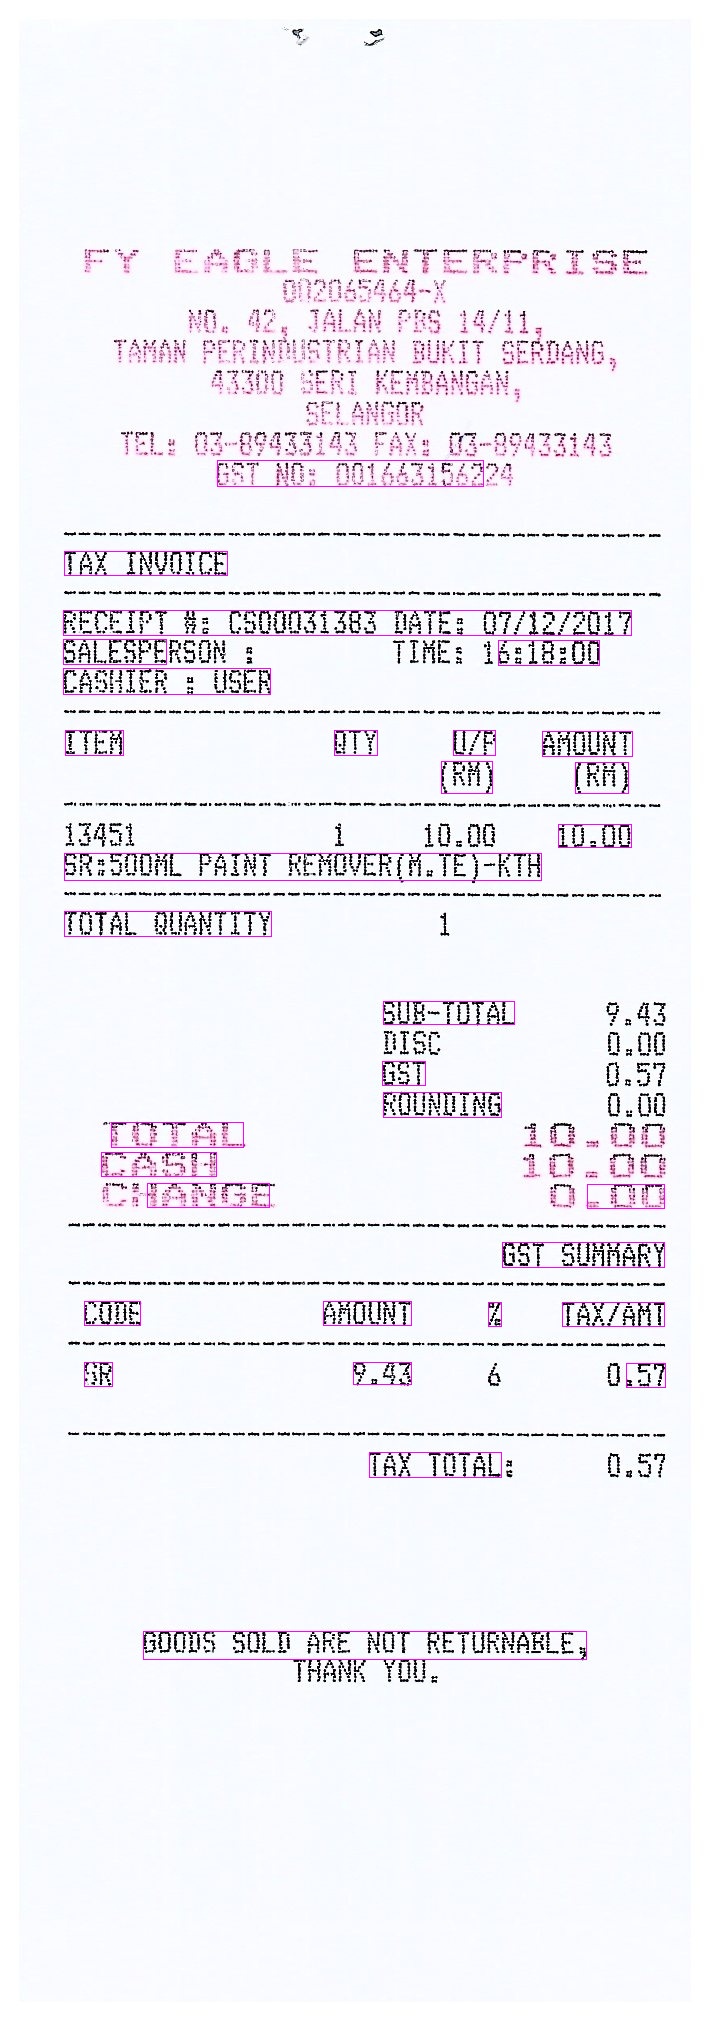 FY EAGLE ENTERPRISE
002065464-X
NO. 42, JALAN PBS 14/11,
TAMAN PERINDUSTRIAN BUKIT SERDANG,
43300 SERI KEMBANGAN,
SELANGOR
TEL: 03-89433143 FAX: 03-89433143
GST NO: 001663156224
TAX INVOICE
RECEIPT #: CS00031383 DATE: 07/12/2017
SALESPERSON : TIME: 16:18:00
CASHIER : USER
ITEM QTY U/P AMOUNT
(RM) (RM)
13451 1 10.00 10.00
SR:500ML PAINT REMOVER(M.TE)-KTH
TOTAL QUANTITY 1
SUB-TOTAL 9.43
DISC 0.00
GST 0.57
ROUNDING 0.00
TOTAL 10.00
CASH 10.00
CHANGE 0.00
GST SUMMARY
CODE AMOUNT % TAX/AMT
SR 9.43 6 0.57
TAX TOTAL: 0.57
GOODS SOLD ARE NOT RETURNABLE,
THANK YOU.